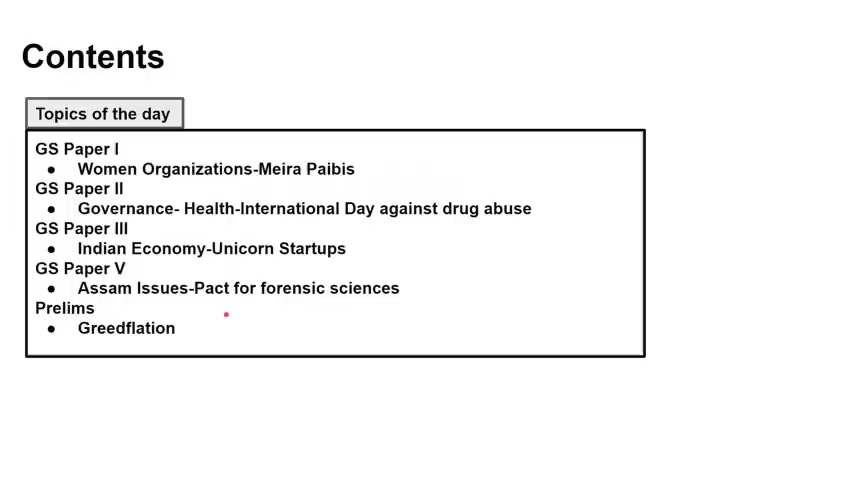 Contents
Topics of the day
GS Paper I
● Women Organizations-Meira Paibis
GS Paper II
● Governance- Health-International Day against drug abuse
GS Paper III
● Indian Economy-Unicorn Startups
GS Paper V
● Assam Issues-Pact for forensic sciences
Prelims
● Greedflation